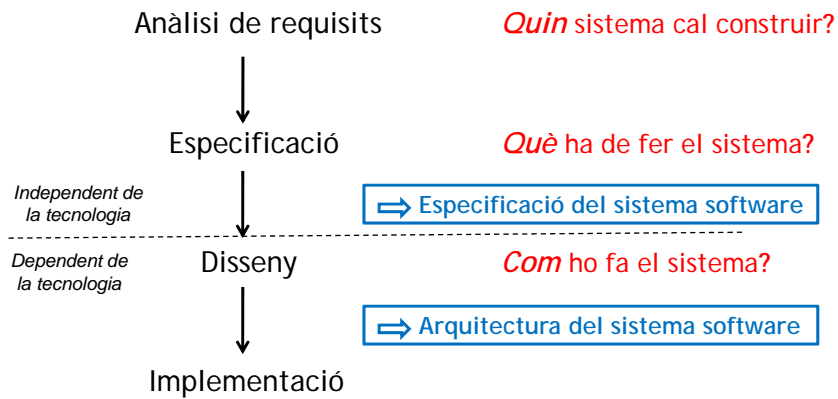 Anàlisi de requisits
Quin sistema cal construir?
Especificació
Què ha de fer el sistema?
Independent de
la tecnologia
⇨ Especificació del sistema software
Dependent de
la tecnologia
Disseny
Com ho fa el sistema?
⇨ Arquitectura del sistema software
Implementació